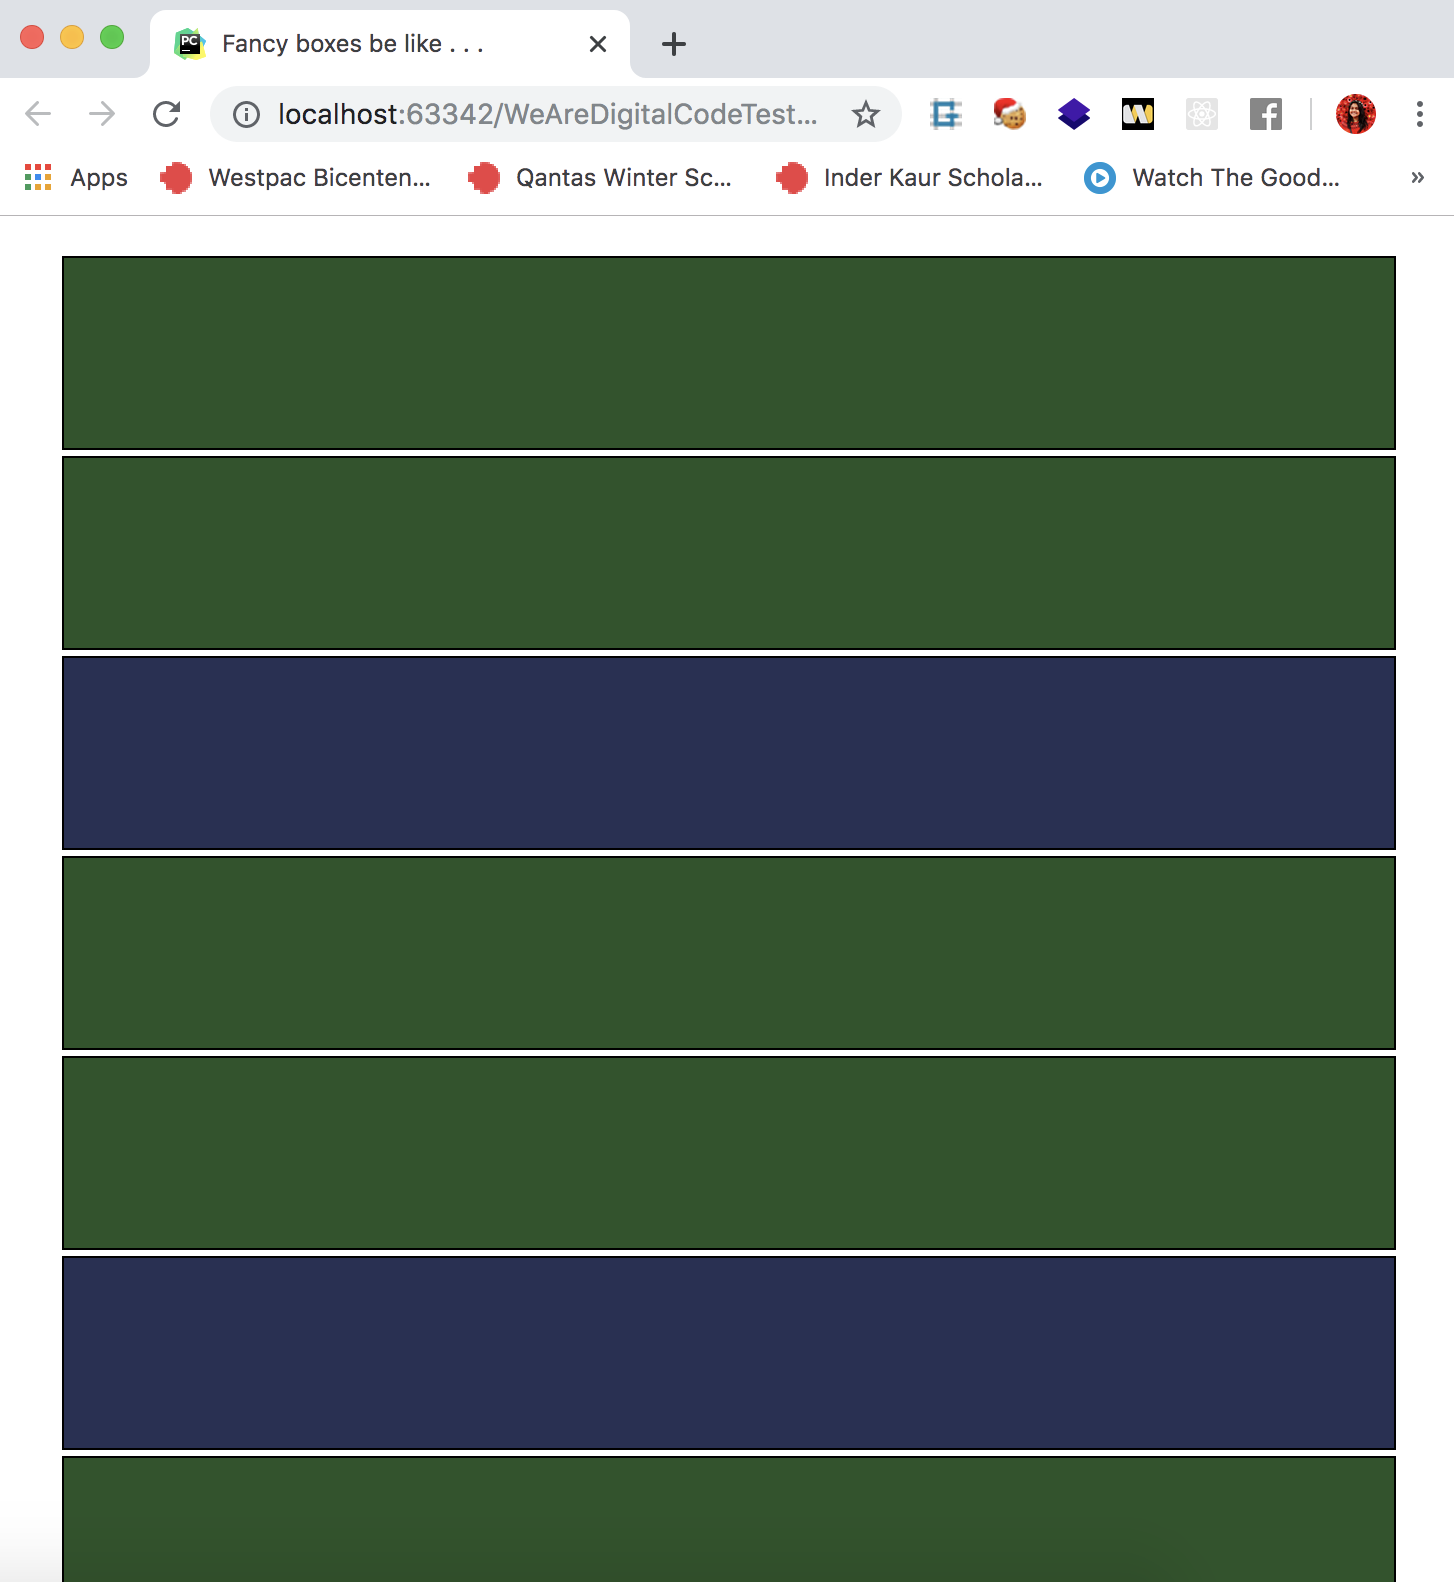 PC Fancy boxes be like . . .
localhost:63342/WeAreDigitalCodeTest...
Apps Westpac Bicenten... Qantas Winter Sc... Inder Kaur Schola... Watch The Good... »